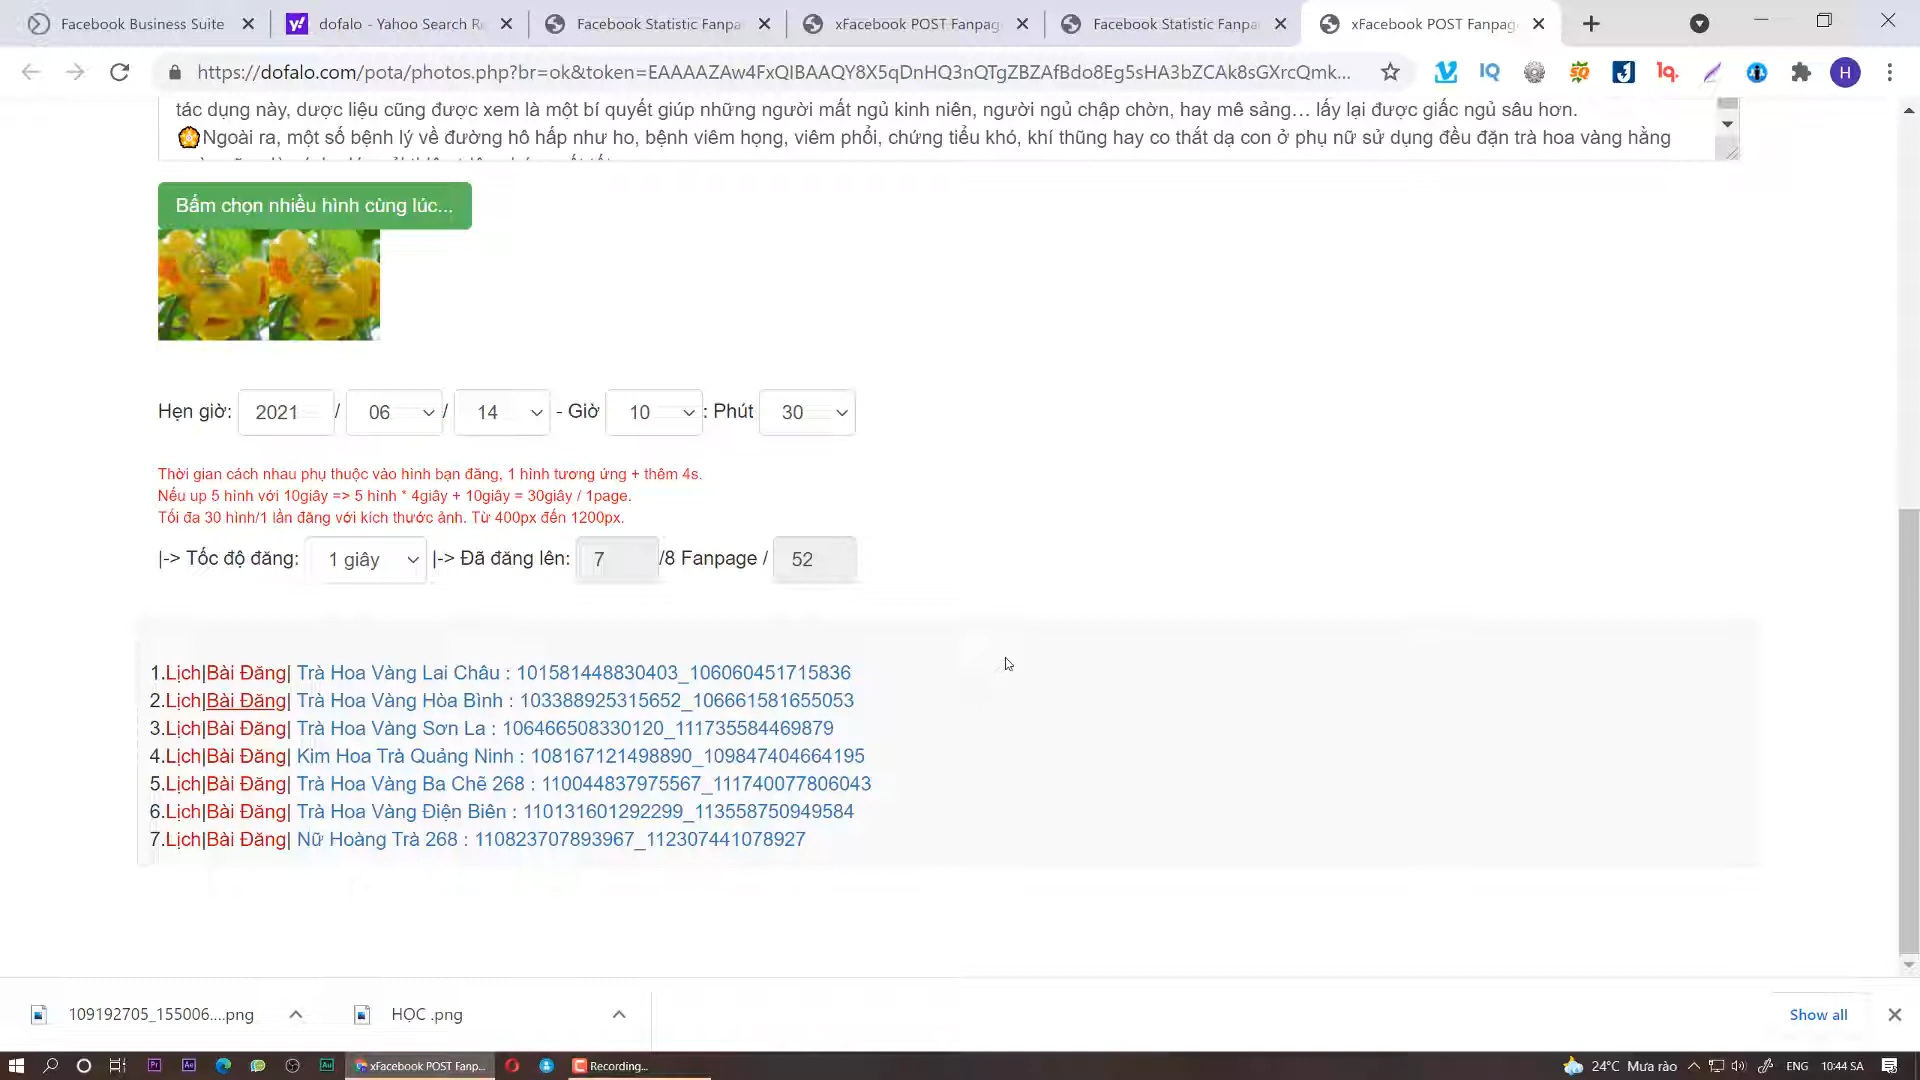 Facebook Business Suite
dofalo - Yahoo Search Re
Facebook Statistic Fanpa
xFacebook POST Fanpag
Facebook Statistic Fanpa
xFacebook POST Fanpag
https://dofalo.com/pota/photos.php?br=ok&token=EAAAAZAw4FxQIBAAQY8X5qDnHQ3nQTgZBZAfBdo8Eg5sHA3bZCAk8sGXrcQmk...
tác dụng này, dược liệu cũng được xem là một bí quyết giúp những người mất ngủ kinh niên, người ngủ chập chờn, hay mê sảng… lấy lại được giấc ngủ sâu hơn.
Ngoài ra, một số bệnh lý về đường hô hấp như ho, bệnh viêm họng, viêm phổi, chứng tiểu khó, khí thũng hay co thắt dạ con ở phụ nữ sử dụng đều đặn trà hoa vàng hằng
Bấm chọn nhiều hình cùng lúc...
Hẹn giờ: 2021 / 06 / 14 - Giờ 10 : Phút 30
Thời gian cách nhau phụ thuộc vào hình bạn đăng, 1 hình tương ứng + thêm 4s.
Nếu up 5 hình với 10giây => 5 hình * 4giây + 10giây = 30giây / 1page.
Tối đa 30 hình/1 lần đăng với kích thước ảnh. Từ 400px đến 1200px.
|-> Tốc độ đăng: 1 giây |-> Đã đăng lên: 7 /8 Fanpage / 52
1.Lịch|Bài Đăng| Trà Hoa Vàng Lai Châu : 101581448830403_106060451715836
2.Lịch|Bài Đăng| Trà Hoa Vàng Hòa Bình : 103388925315652_106661581655053
3.Lịch|Bài Đăng| Trà Hoa Vàng Sơn La : 106466508330120_111735584469879
4.Lịch|Bài Đăng| Kim Hoa Trà Quảng Ninh : 108167121498890_109847404664195
5.Lịch|Bài Đăng| Trà Hoa Vàng Ba Chẽ 268 : 110044837975567_111740077806043
6.Lịch|Bài Đăng| Trà Hoa Vàng Điện Biên : 110131601292299_113558750949584
7.Lịch|Bài Đăng| Nữ Hoàng Trà 268 : 110823707893967_112307441078927
109192705_155006....png
HỌC .png
Show all
xFacebook POST Fanp...
Recording...
24°C Mưa rào
ENG
10:44 SA